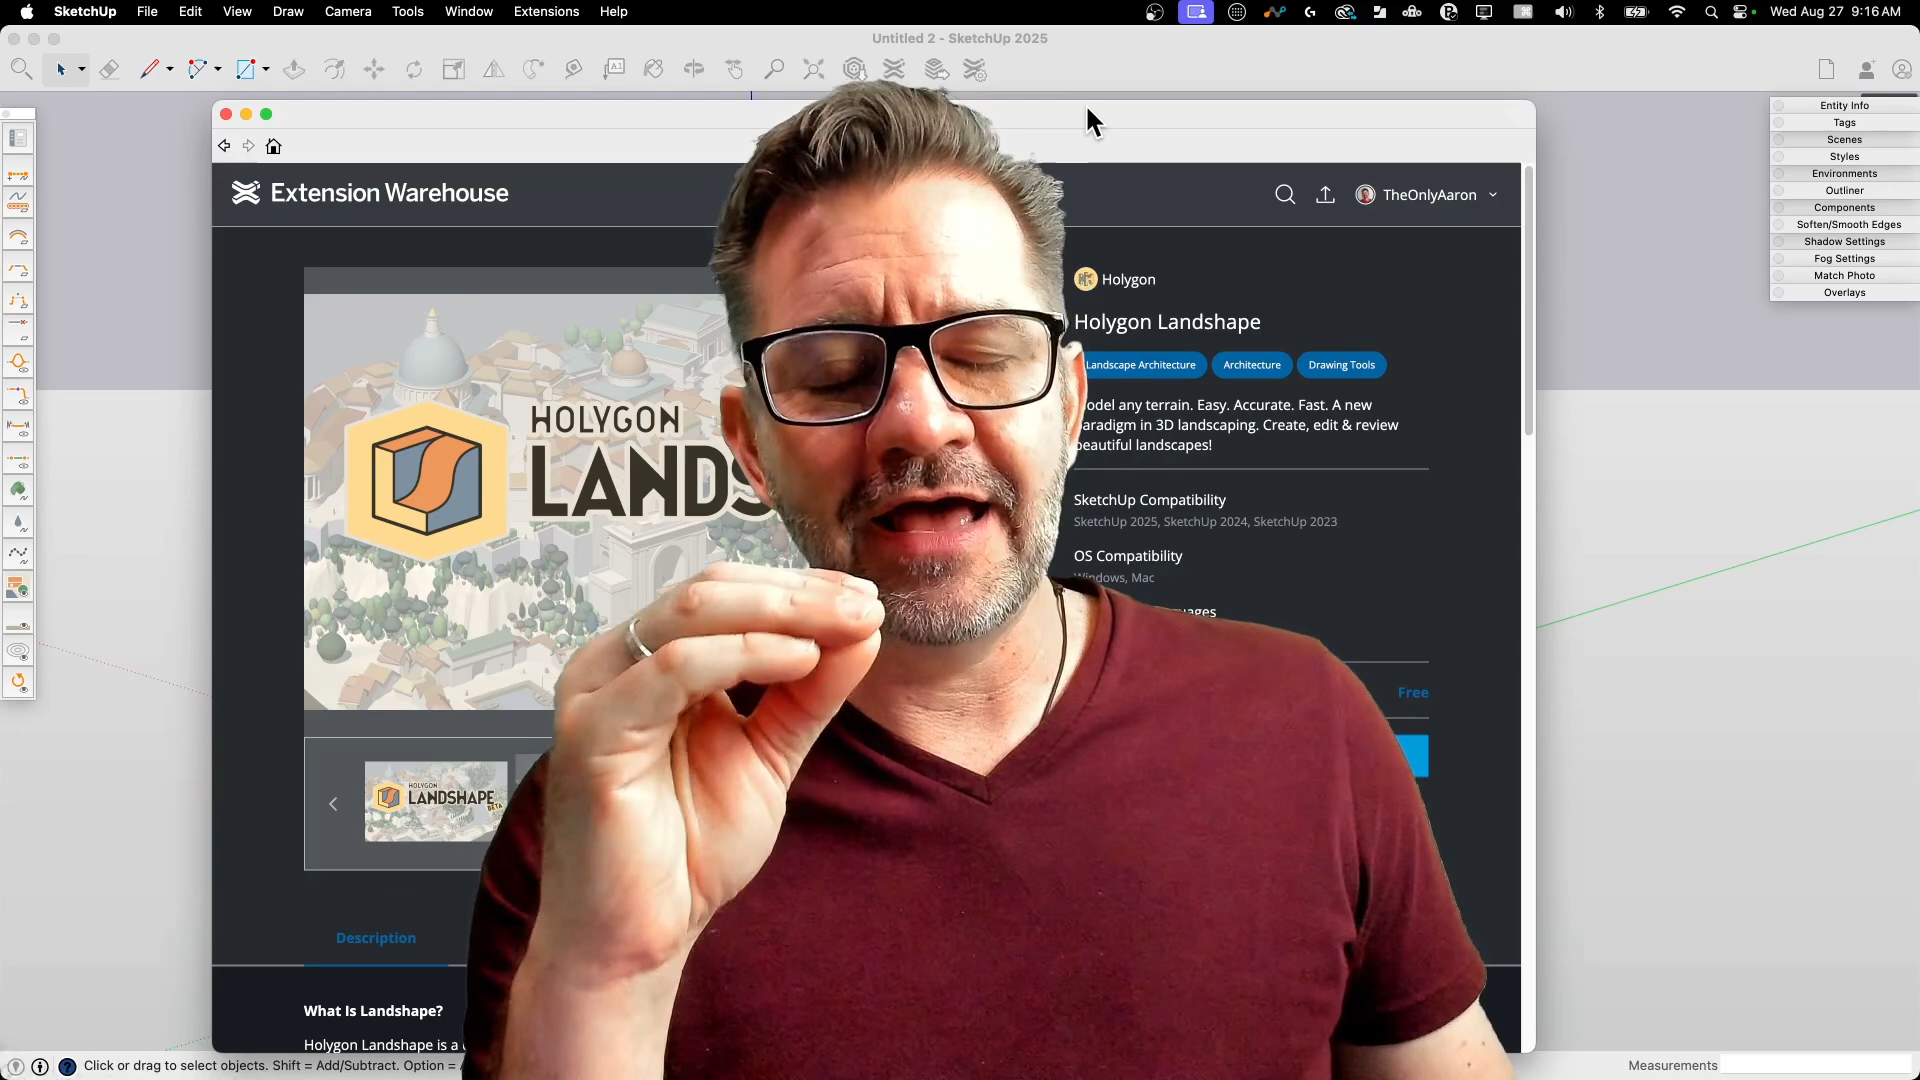 SketchUp File Edit View Draw Camera Tools Window Extensions Help
Wed Aug 27 9:16 AM
Untitled 2 - SketchUp 2025
Entity Info
Tags
Scenes
Styles
Environments
Outliner
Components
Soften/Smooth Edges
Shadow Settings
Fog Settings
Match Photo
Overlays
Extension Warehouse
TheOnlyAaron
HOLYGON
LANDS
Holygon
Holygon Landshape
Landscape Architecture Architecture Drawing Tools
odel any terrain. Easy. Accurate. Fast. A new
aradigm in 3D landscaping. Create, edit & review
beautiful landscapes!
SketchUp Compatibility
SketchUp 2025, SketchUp 2024, SketchUp 2023
OS Compatibility
Windows, Mac
uages
Free
HOLYGON
LANDSHAPE
BETA
Description
What Is Landshape?
Holygon Landshape is a
Click or drag to select objects. Shift = Add/Subtract. Option =
Measurements